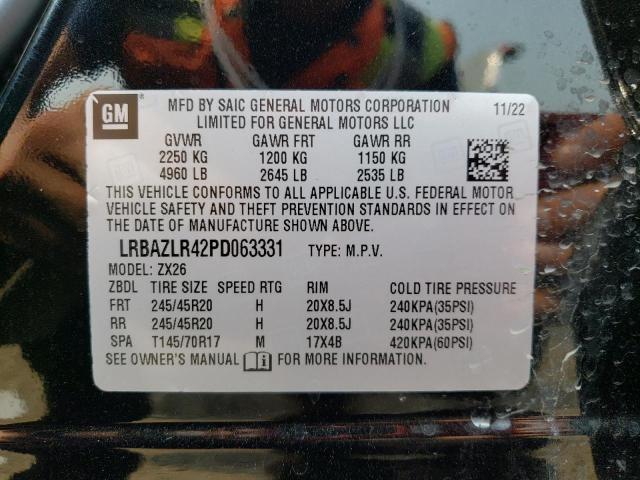 GM ® MFD BY SAIC GENERAL MOTORS CORPORATION 11/22
LIMITED FOR GENERAL MOTORS LLC
GVWR GAWR FRT GAWR RR
2250 KG 1200 KG 1150 KG
4960 LB 2645 LB 2535 LB
THIS VEHICLE CONFORMS TO ALL APPLICABLE U.S. FEDERAL MOTOR
VEHICLE SAFETY AND THEFT PREVENTION STANDARDS IN EFFECT ON
THE DATE OF MANUFACTURE SHOWN ABOVE.
LRBAZLR42PD063331 TYPE: M.P.V.
MODEL: ZX26
ZBDL TIRE SIZE SPEED RTG RIM COLD TIRE PRESSURE
FRT 245/45R20 H 20X8.5J 240KPA(35PSI)
RR 245/45R20 H 20X8.5J 240KPA(35PSI)
SPA T145/70R17 M 17X4B 420KPA(60PSI)
SEE OWNER'S MANUAL FOR MORE INFORMATION.